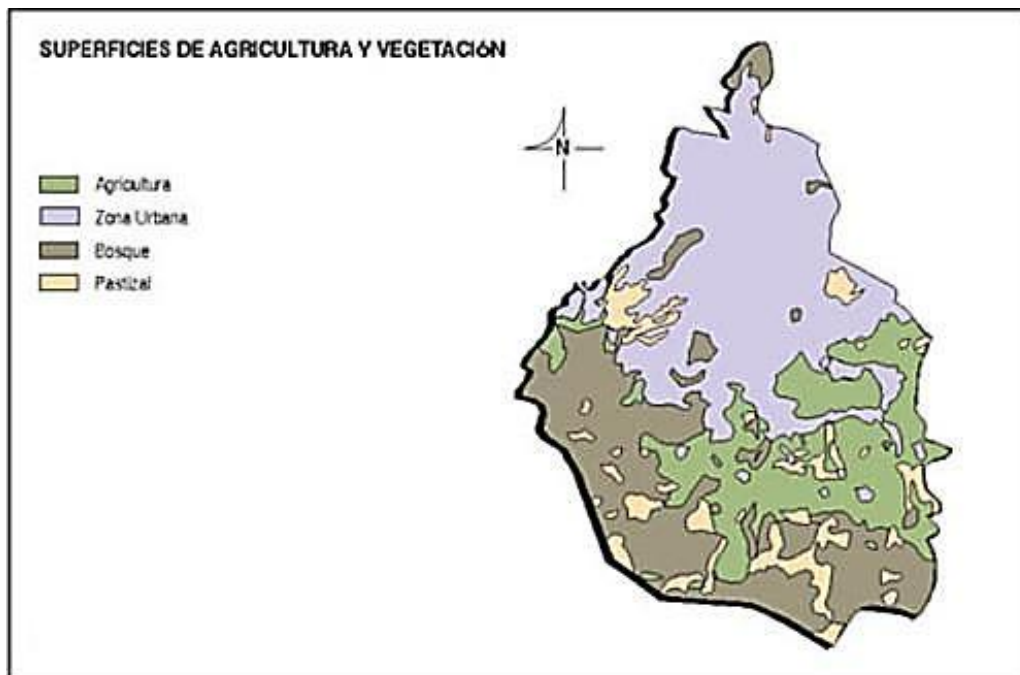 SUPERFICIES DE AGRICULTURA Y VEGETACIÓN
N
Agricultura
Zona Urbana
Bosque
Pastizal